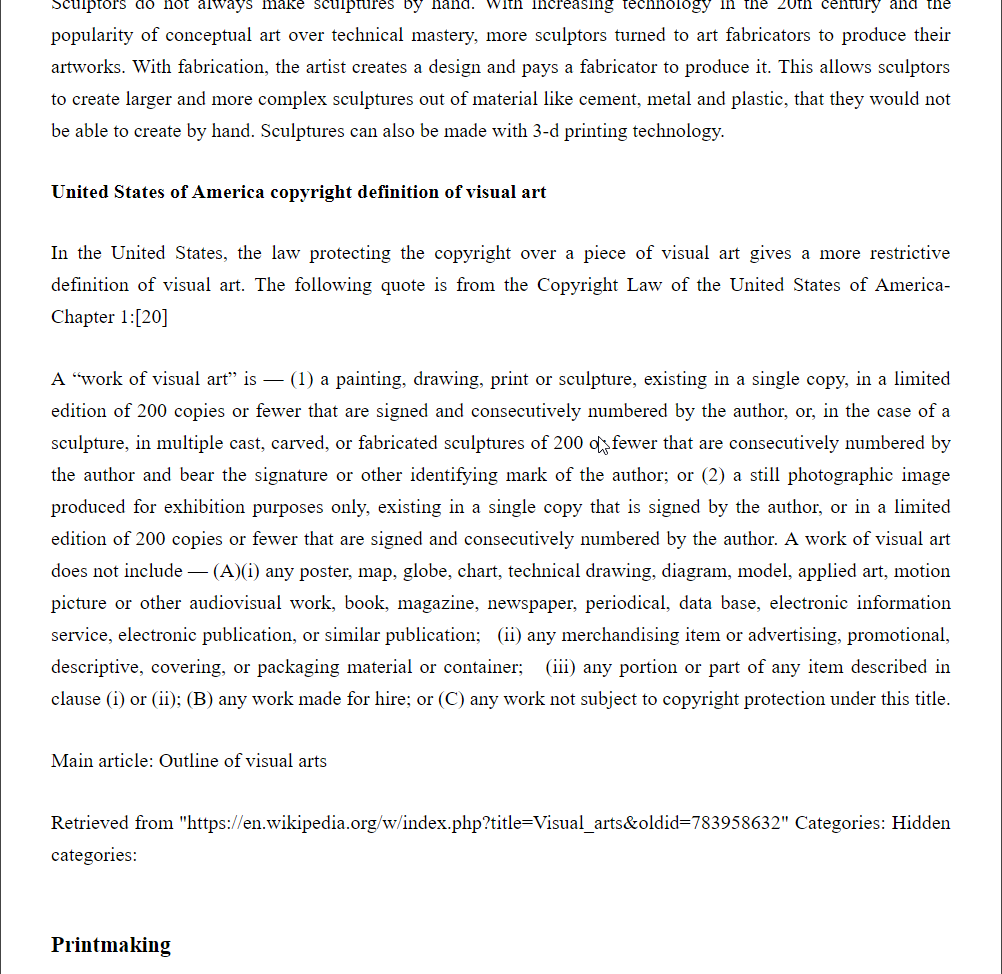 Sculptors do not always make sculptures by hand. With increasing technology in the 20th century and the
popularity of conceptual art over technical mastery, more sculptors turned to art fabricators to produce their
artworks. With fabrication, the artist creates a design and pays a fabricator to produce it. This allows sculptors
to create larger and more complex sculptures out of material like cement, metal and plastic, that they would not
be able to create by hand. Sculptures can also be made with 3-d printing technology.
United States of America copyright definition of visual art
In the United States, the law protecting the copyright over a piece of visual art gives a more restrictive
definition of visual art. The following quote is from the Copyright Law of the United States of America-
Chapter 1:[20]
A “work of visual art” is — (1) a painting, drawing, print or sculpture, existing in a single copy, in a limited
edition of 200 copies or fewer that are signed and consecutively numbered by the author, or, in the case of a
sculpture, in multiple cast, carved, or fabricated sculptures of 200 or fewer that are consecutively numbered by
the author and bear the signature or other identifying mark of the author; or (2) a still photographic image
produced for exhibition purposes only, existing in a single copy that is signed by the author, or in a limited
edition of 200 copies or fewer that are signed and consecutively numbered by the author. A work of visual art
does not include — (A)(i) any poster, map, globe, chart, technical drawing, diagram, model, applied art, motion
picture or other audiovisual work, book, magazine, newspaper, periodical, data base, electronic information
service, electronic publication, or similar publication; (ii) any merchandising item or advertising, promotional,
descriptive, covering, or packaging material or container; (iii) any portion or part of any item described in
clause (i) or (ii); (B) any work made for hire; or (C) any work not subject to copyright protection under this title.
Main article: Outline of visual arts
Retrieved from "https://en.wikipedia.org/w/index.php?title=Visual_arts&oldid=783958632" Categories: Hidden
categories:
Printmaking